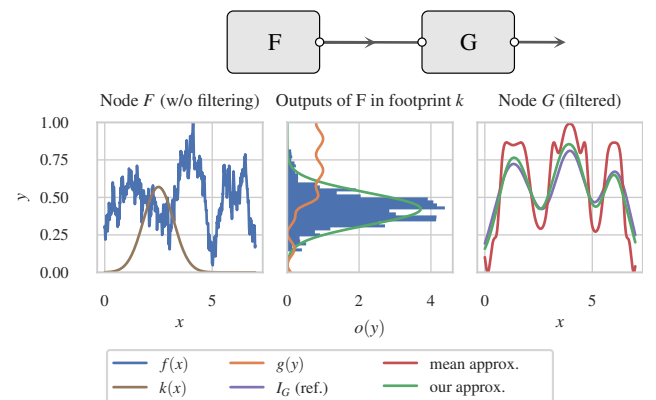 F G
Node F (w/o filtering) Outputs of F in footprint k Node G (filtered)
1.00
0.75
0.50
0.25
0.00
y
0 5 0 2 4 0 5
x o(y) x
f(x) g(y) mean approx.
k(x) I_G (ref.) our approx.